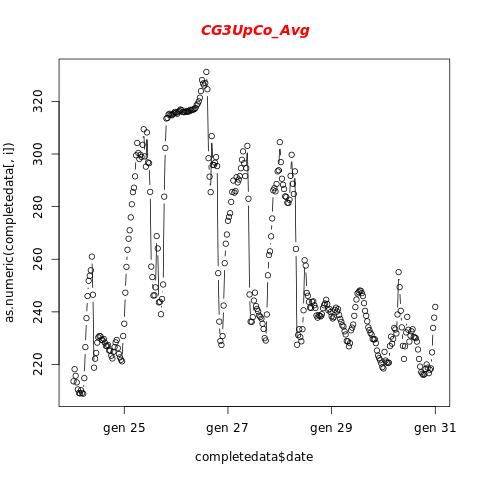 CG3UpCo_Avg
as.numeric(completedata[, i])
320
300
280
260
240
220
gen 25
gen 27
gen 29
gen 31
completedata$date